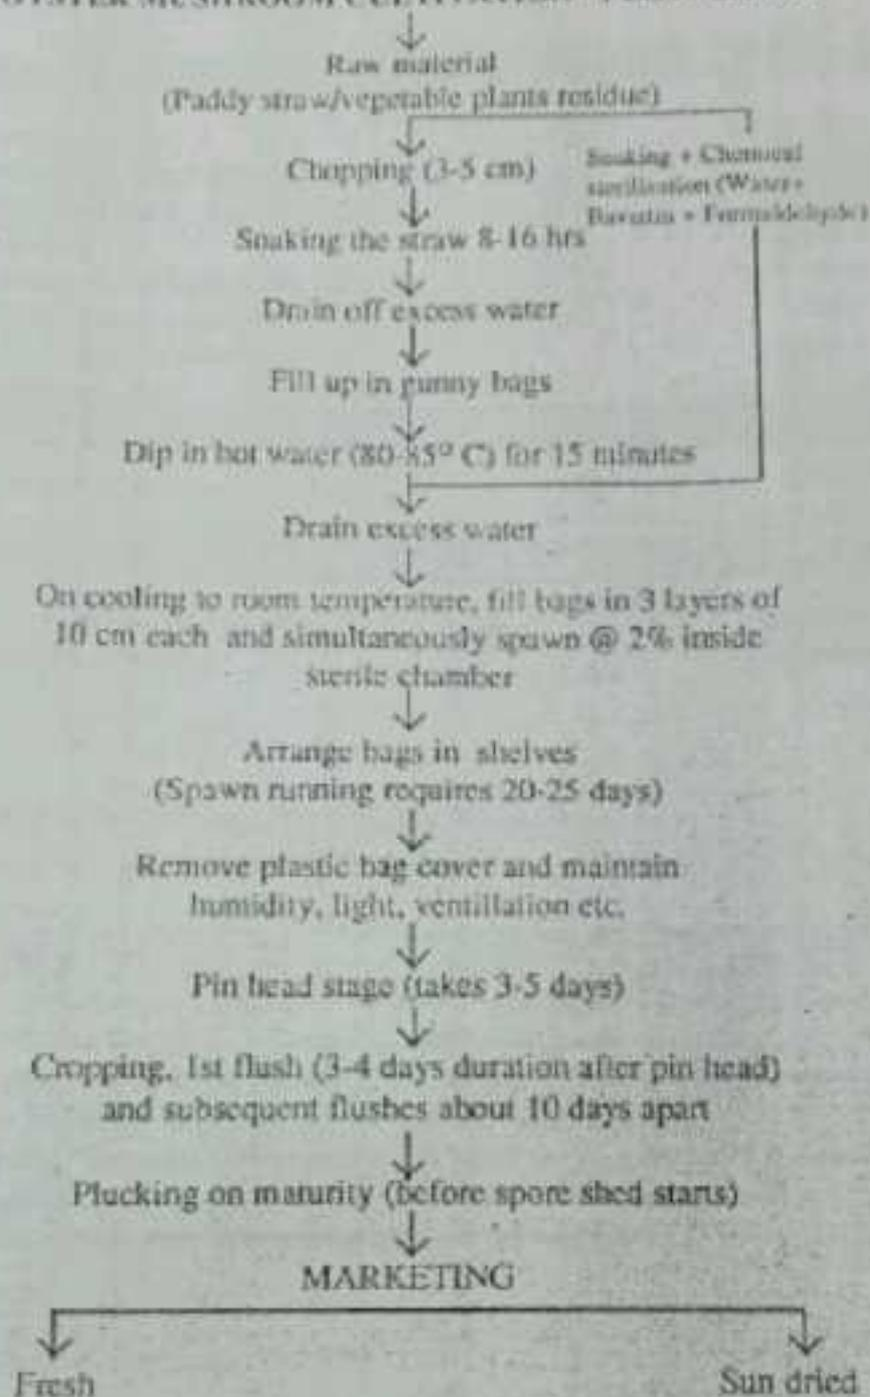 OYSTER MUSHROOM CULTIVATION
Raw material
(Paddy straw/vegetable plants residue)
Chopping (3-5 cm)
Soaking + Chemical
sterilisation (Water+
Bavistin + Formaldehyde)
Soaking the straw 8-16 hrs
Drain off excess water
Fill up in gunny bags
Dip in hot water (80-85° C) for 15 minutes
Drain excess water
On cooling to room temperature, fill bags in 3 layers of
10 cm each and simultaneously spawn @ 2% inside
sterile chamber
Arrange bags in shelves
(Spawn running requires 20-25 days)
Remove plastic bag cover and maintain
humidity, light, ventillation etc.
Pin head stage (takes 3-5 days)
Cropping, 1st flush (3-4 days duration after pin head)
and subsequent flushes about 10 days apart
Plucking on maturity (before spore shed starts)
MARKETING
Fresh
Sun dried